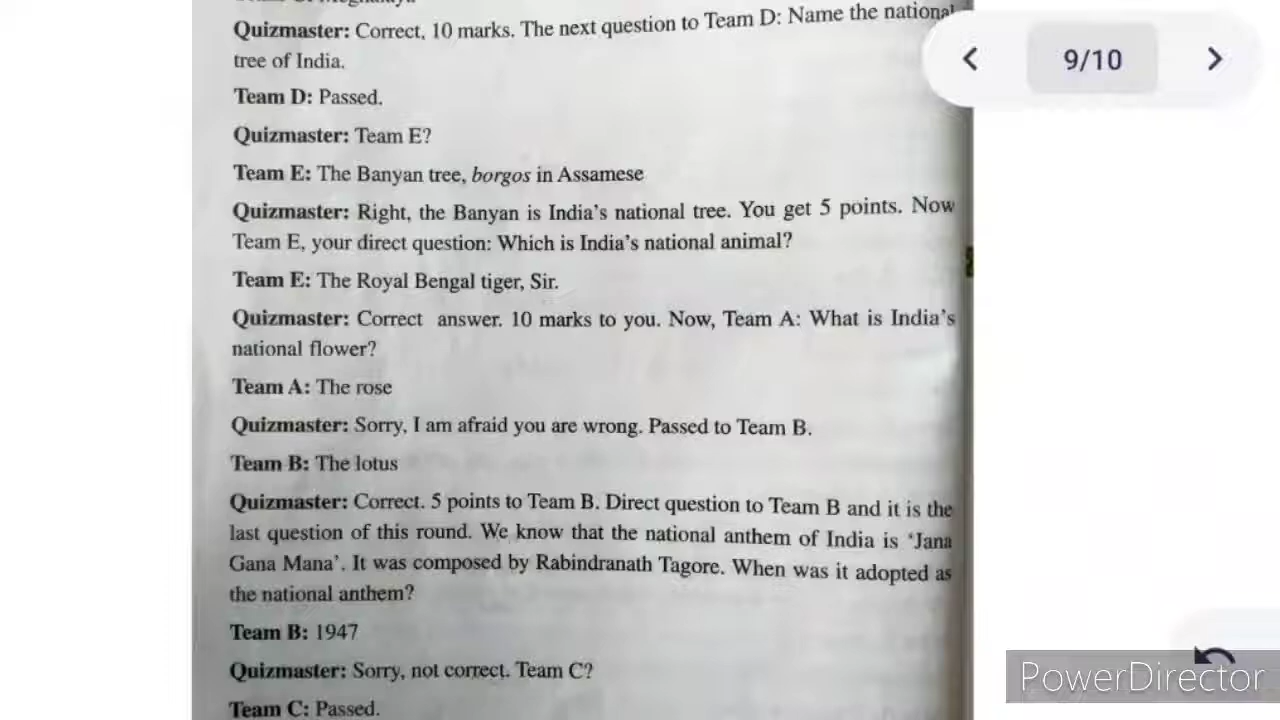 Quizmaster: Correct, 10 marks. The next question to Team D: Name the national
tree of India.
Team D: Passed.
Quizmaster: Team E?
Team E: The Banyan tree, borgos in Assamese
Quizmaster: Right, the Banyan is India's national tree. You get 5 points. Now
Team E, your direct question: Which is India's national animal?
Team E: The Royal Bengal tiger, Sir.
Quizmaster: Correct answer. 10 marks to you. Now, Team A: What is India's
national flower?
Team A: The rose
Quizmaster: Sorry, I am afraid you are wrong. Passed to Team B.
Team B: The lotus
Quizmaster: Correct. 5 points to Team B. Direct question to Team B and it is the
last question of this round. We know that the national anthem of India is 'Jana
Gana Mana'. It was composed by Rabindranath Tagore. When was it adopted as
the national anthem?
Team B: 1947
Quizmaster: Sorry, not correct. Team C?
Team C: Passed.
9/10
PowerDirector